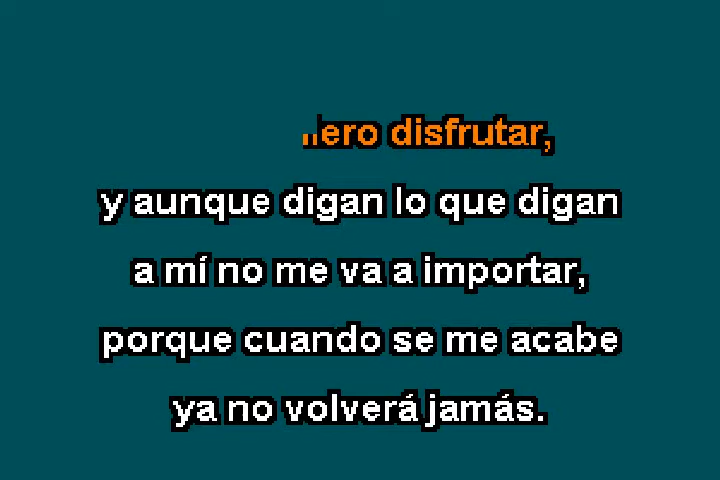 disfrutar,
y aunque digan lo que digan
a mí no me va a importar,
porque cuando se me acabe
ya no volverá jamás.